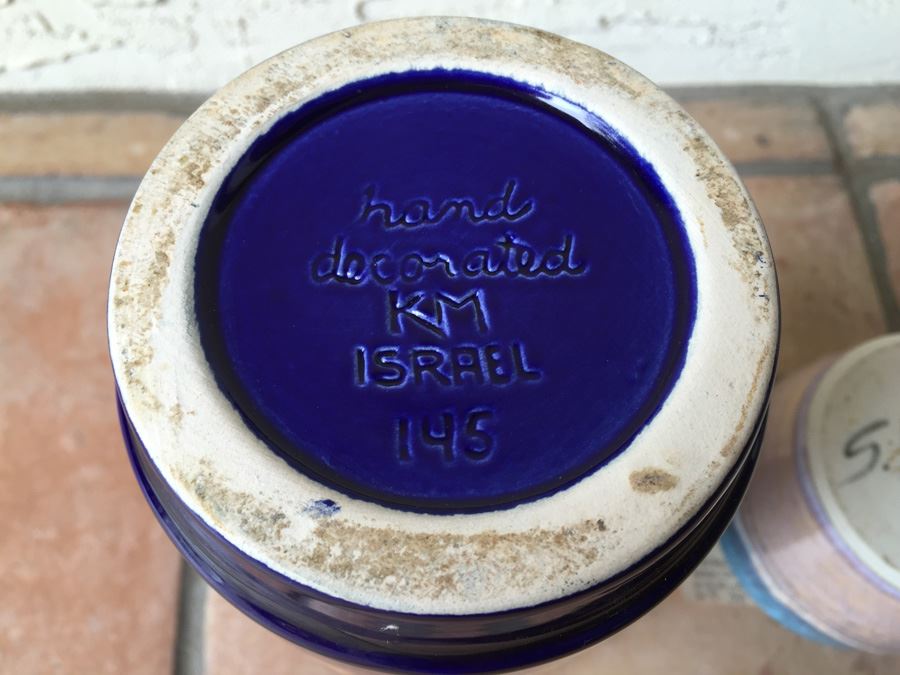 hand
decorated
KM
ISRAEL
145